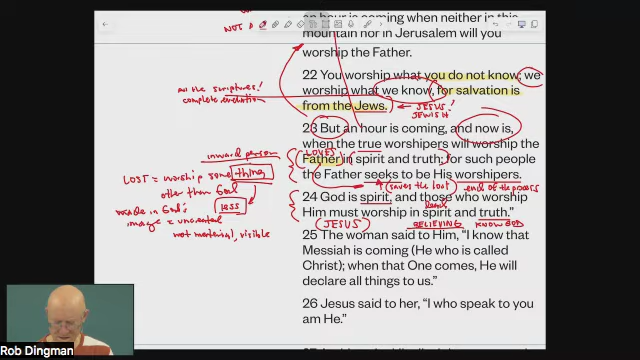 an hour is coming when neither in this
NOT A
mountain nor in Jerusalem will you
worship the Father.
22 You worship what you do not know; we
worship what we know, for salvation is
all the scriptures!
complete revelation
from the Jews.
JESUS
JEWISH!
23 But an hour is coming, and now is,
when the true worshipers will worship the
inward person
LOVES
Father in spirit and truth; for such people
the Father seeks to be His worshipers.
LOST = worship some thing
other than God
saves the lost
end of the process
24 God is spirit, and those who worship
made in God's
less
image = uncreated
Him must worship in spirit and truth."
not material, visible
JESUS
BELIEVING
KNOW GOD
25 The woman said to Him, "I know that
Messiah is coming (He who is called
Christ); when that One comes, He will
declare all things to us."
26 Jesus said to her, "I who speak to you
am He."
Rob Dingman